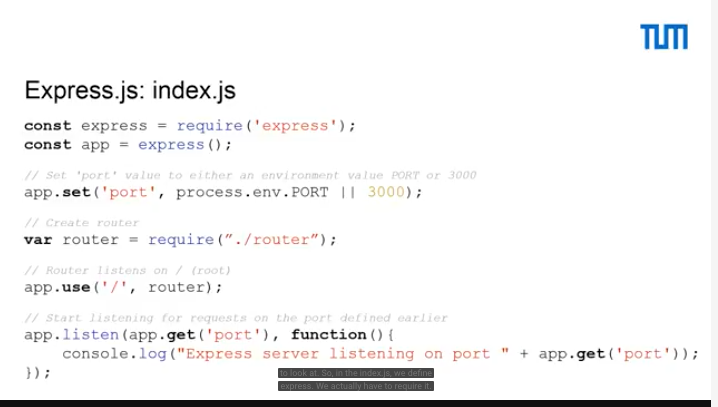 TUM
Express.js: index.js
const express = require('express');
const app = express();
// Set 'port' value to either an environment value PORT or 3000
app.set('port', process.env.PORT || 3000);
// Create router
var router = require(”./router”);
// Router listens on / (root)
app.use('/', router);
// Start listening for requests on the port defined earlier
app.listen(app.get('port'), function(){
    console.log("Express server listening on port " + app.get('port'));
});
to look at. So, in the index.js, we define
express. We actually have to require it.